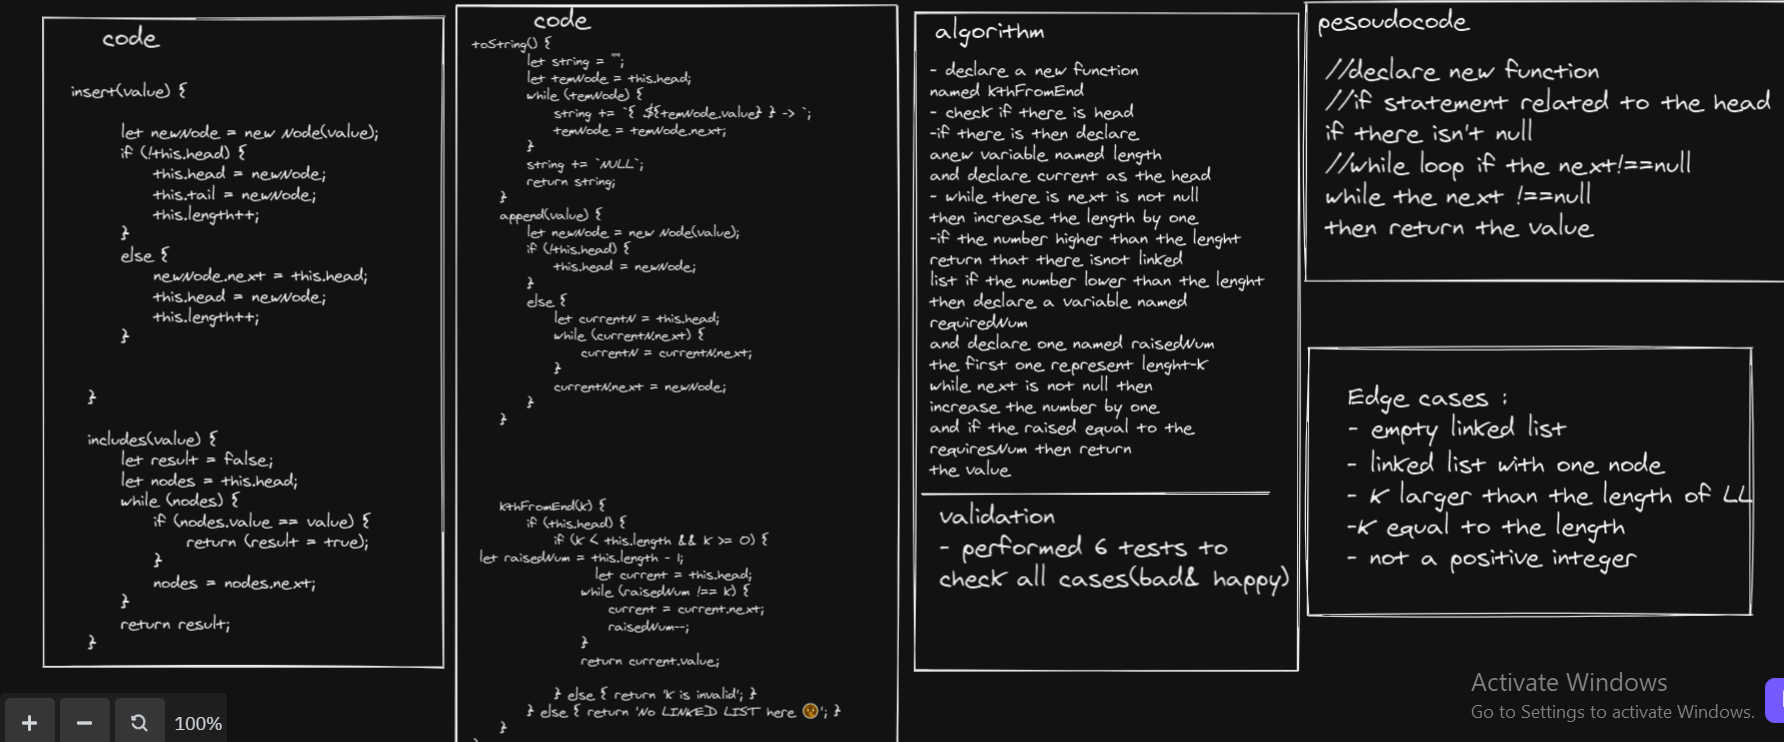 code
insert(value) {
let newNode = new Node(value);
if (!this.head) {
this.head = newNode;
this.tail = newNode;
this.length++;
}
else {
newNode.next = this.head;
this.head = newNode;
this.length++;
}
}
includes(value) {
let result = false;
let nodes = this.head;
while (nodes) {
if (nodes.value == value) {
return (result = true);
}
nodes = nodes.next;
}
return result;
}
code
toString() {
let string = "";
let temNode = this.head;
while (temNode) {
string += `{ ${temNode.value} } -> `;
temNode = temNode.next;
}
string += `NULL`;
return string;
}
append(value) {
let newNode = new Node(value);
if (!this.head) {
this.head = newNode;
}
else {
let currentN = this.head;
while (currentN.next) {
currentN = currentN.next;
}
currentN.next = newNode;
}
}
kthFromEnd(k) {
if (this.head) {
if (k < this.length && k >= 0) {
let raisedNum = this.length - 1;
let current = this.head;
while (raisedNum !== k) {
current = current.next;
raisedNum--;
}
return current.value;
} else { return 'k is invalid'; }
} else { return 'No LINKED LIST here 😕'; }
}
algorithm
- declare a new function
named kthFromEnd
- check if there is head
-if there is then declare
anew variable named length
and declare current as the head
- while there is next is not null
then increase the length by one
-if the number higher than the lenght
return that there isnot linked
list if the number lower than the lenght
then declare a variable named
requiredNum
and declare one named raisedNum
the first one represent lenght-k
while next is not null then
increase the number by one
and if the raised equal to the
requiresNum then return
the value
validation
- performed 6 tests to
check all cases(bad& happy)
pesoudocode
//declare new function
//if statement related to the head
if there isn't null
//while loop if the next!==null
while the next !==null
then return the value
Edge cases :
- empty linked list
- linked list with one node
- K larger than the length of LL
-K equal to the length
- not a positive integer
Activate Windows
Go to Settings to activate Windows.
100%